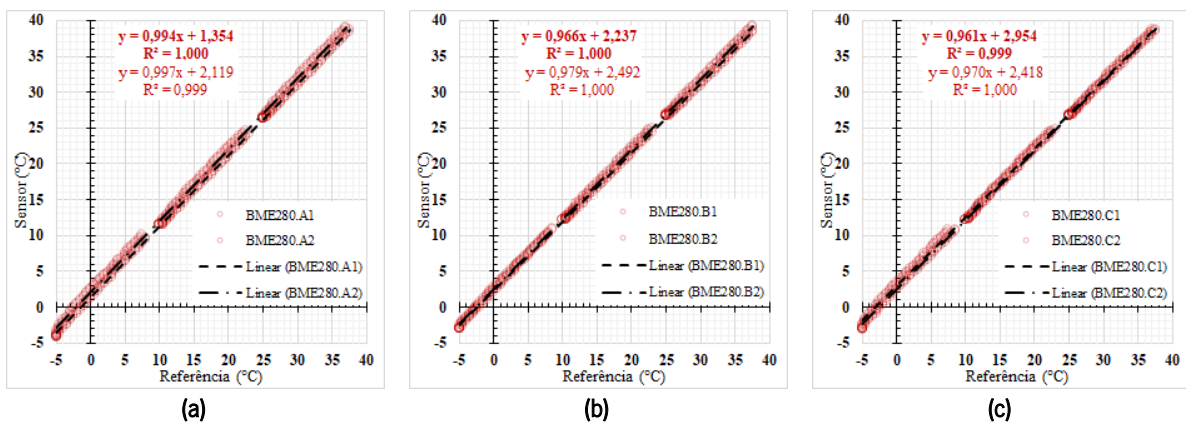 y = 0,994x + 1,354
R² = 1,000
y = 0,997x + 2,119
R² = 0,999
40
35
30
25
20
15
10
5
0
-5
Sensor (°C)
BME280.A1
BME280.A2
Linear (BME280.A1)
Linear (BME280.A2)
-5 0 5 10 15 20 25 30 35 40
Referência (°C)
(a)
y = 0,966x + 2,237
R² = 1,000
y = 0,979x + 2,492
R² = 1,000
40
35
30
25
20
15
10
5
0
-5
Sensor (°C)
BME280.B1
BME280.B2
Linear (BME280.B1)
Linear (BME280.B2)
-5 0 5 10 15 20 25 30 35 40
Referência (°C)
(b)
y = 0,961x + 2,954
R² = 0,999
y = 0,970x + 2,418
R² = 1,000
40
35
30
25
20
15
10
5
0
-5
Sensor (°C)
BME280.C1
BME280.C2
Linear (BME280.C1)
Linear (BME280.C2)
-5 0 5 10 15 20 25 30 35 40
Referência (°C)
(c)